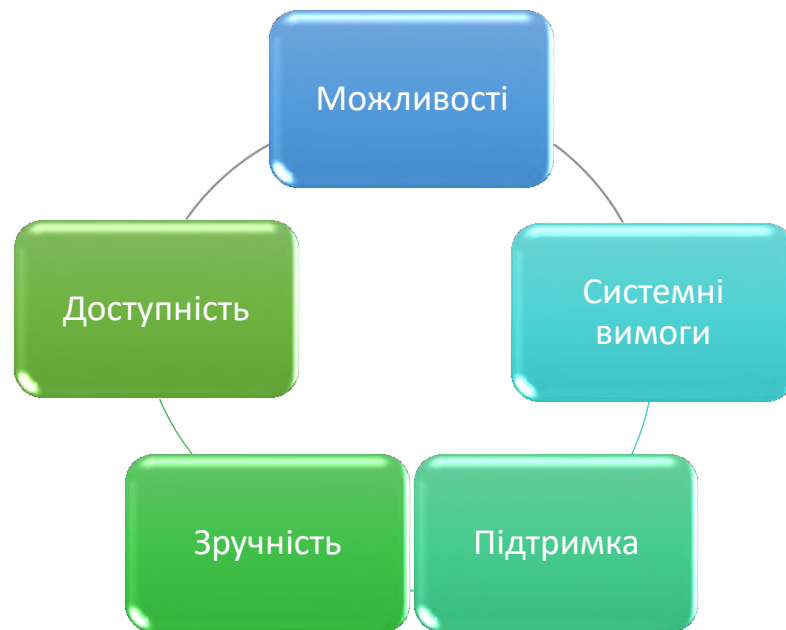 Можливості
Системні
вимоги
Підтримка
Зручність
Доступність